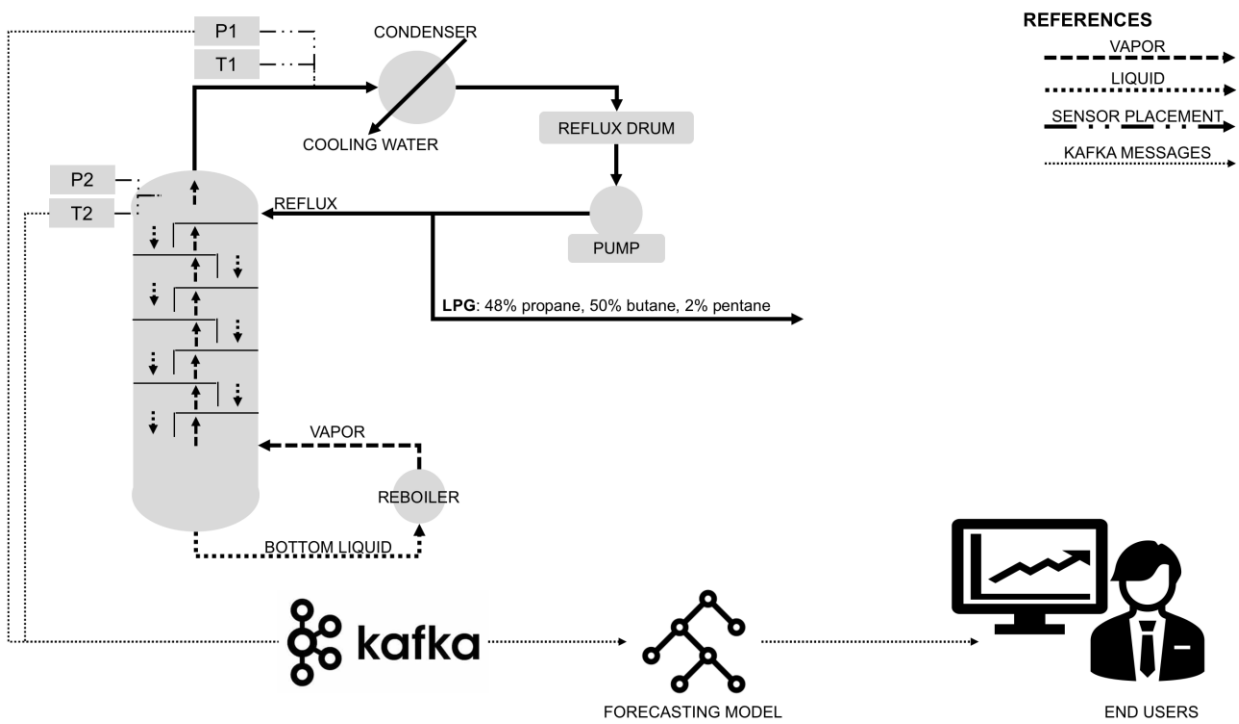 P1
T1
CONDENSER
COOLING WATER
REFLUX DRUM
P2
T2
REFLUX
PUMP
LPG: 48% propane, 50% butane, 2% pentane
VAPOR
REBOILER
BOTTOM LIQUID
REFERENCES
VAPOR
LIQUID
SENSOR PLACEMENT
KAFKA MESSAGES
kafka
FORECASTING MODEL
END USERS